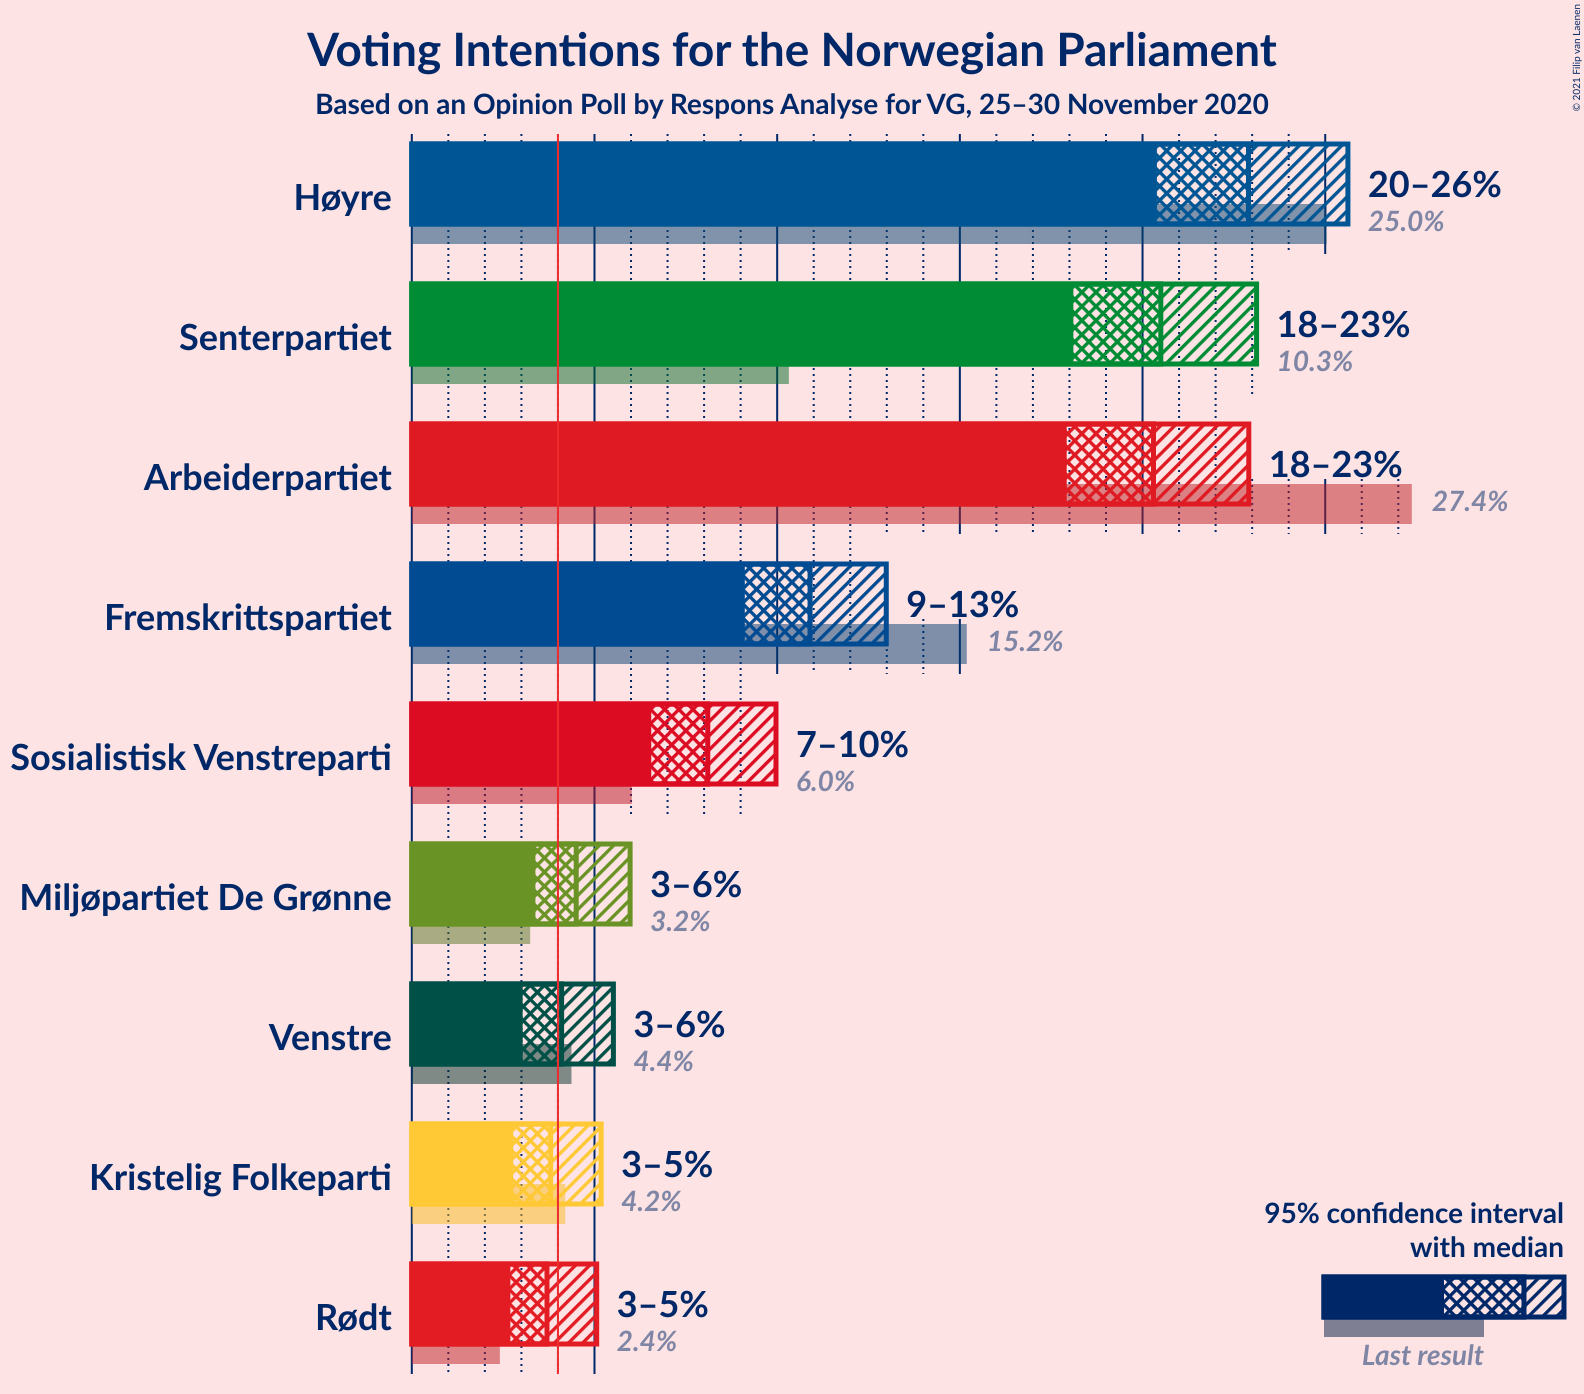 Voting Intentions for the Norwegian Parliament
Based on an Opinion Poll by Respons Analyse for VG, 25–30 November 2020
© 2021 Filip van Laenen
Høyre
20–26%
25.0%
Senterpartiet
18–23%
10.3%
Arbeiderpartiet
18–23%
27.4%
Fremskrittspartiet
9–13%
15.2%
Sosialistisk Venstreparti
7–10%
6.0%
Miljøpartiet De Grønne
3–6%
3.2%
Venstre
3–6%
4.4%
Kristelig Folkeparti
3–5%
4.2%
Rødt
3–5%
2.4%
95% confidence interval
with median
Last result